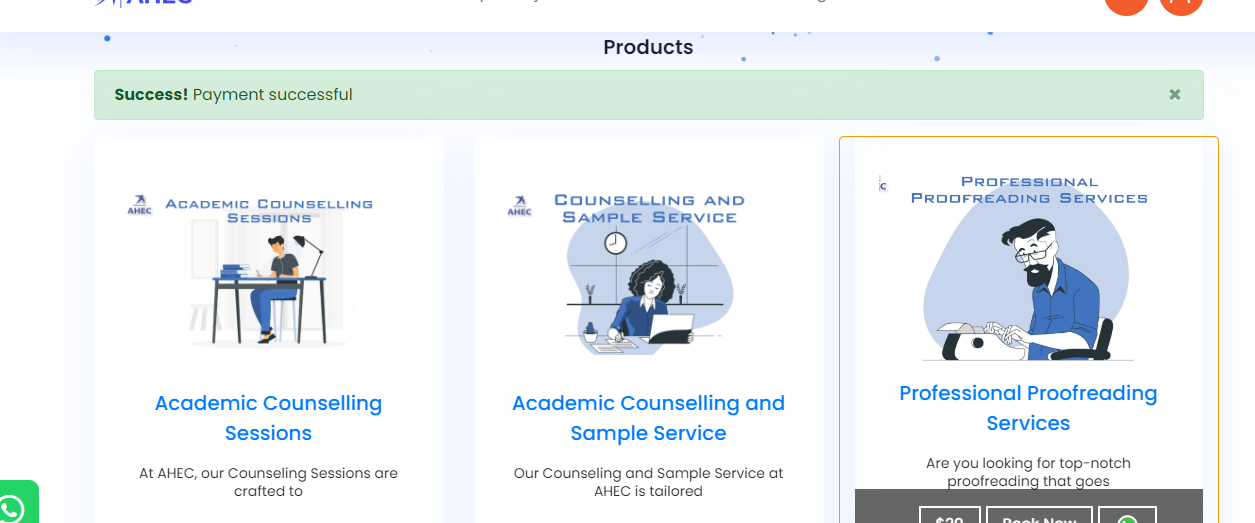 AHEC
Products
Success! Payment successful
×
AHEC
ACADEMIC COUNSELLING
SESSIONS
AHEC
COUNSELLING AND
SAMPLE SERVICE
PROFESSIONAL
PROOFREADING SERVICES
Academic Counselling
Sessions
At AHEC, our Counseling Sessions are
crafted to
Academic Counselling and
Sample Service
Our Counseling and Sample Service at
AHEC is tailored
Professional Proofreading
Services
Are you looking for top-notch
proofreading that goes
$20
Book Now